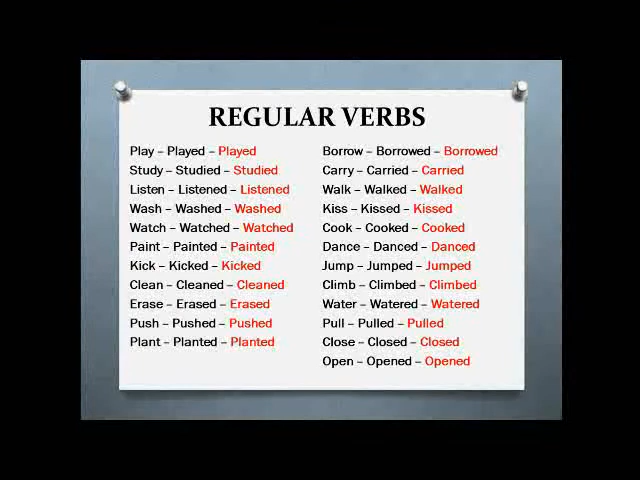 REGULAR VERBS
Play – Played – Played
Study – Studied – Studied
Listen – Listened – Listened
Wash – Washed – Washed
Watch – Watched – Watched
Paint – Painted – Painted
Kick – Kicked – Kicked
Clean – Cleaned – Cleaned
Erase – Erased – Erased
Push – Pushed – Pushed
Plant – Planted – Planted
Borrow – Borrowed – Borrowed
Carry – Carried – Carried
Walk – Walked – Walked
Kiss – Kissed – Kissed
Cook – Cooked – Cooked
Dance – Danced – Danced
Jump – Jumped – Jumped
Climb – Climbed – Climbed
Water – Watered – Watered
Pull – Pulled – Pulled
Close – Closed – Closed
Open – Opened – Opened